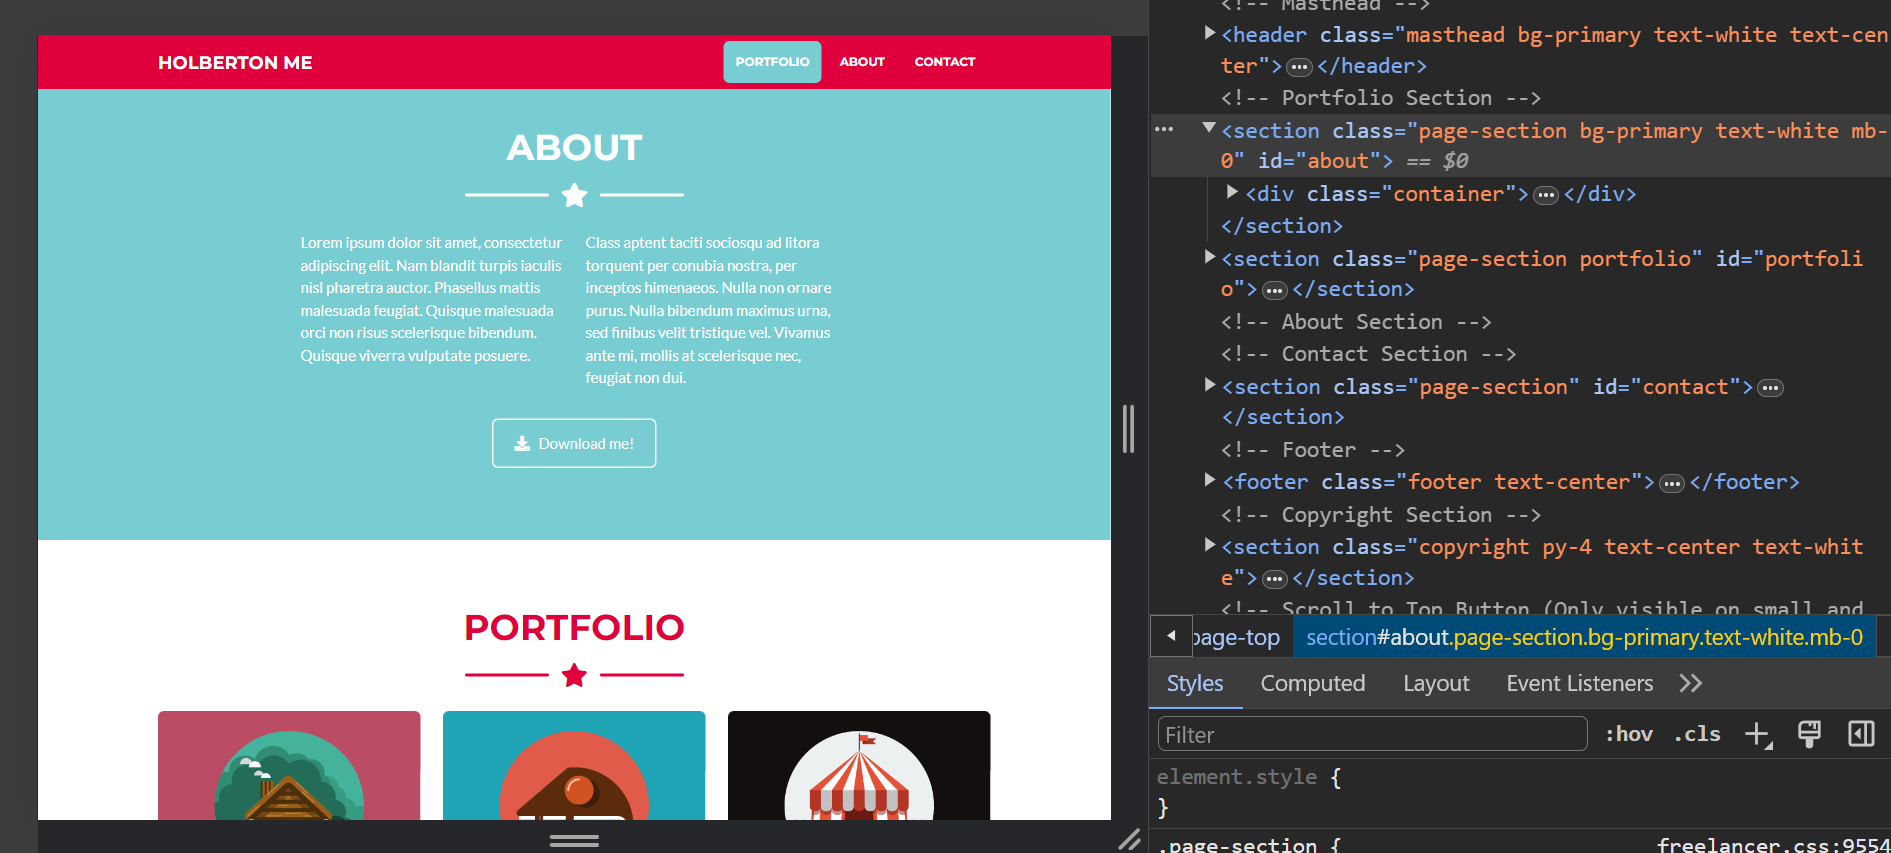 HOLBERTON ME
PORTFOLIO ABOUT CONTACT
ABOUT
Lorem ipsum dolor sit amet, consectetur
adipiscing elit. Nam blandit turpis iaculis
nisl pharetra auctor. Phasellus mattis
malesuada feugiat. Quisque malesuada
orci non risus scelerisque bibendum.
Quisque viverra vulputate posuere.
Class aptent taciti sociosqu ad litora
torquent per conubia nostra, per
inceptos himenaeos. Nulla non ornare
purus. Nulla bibendum maximus urna,
sed finibus velit tristique vel. Vivamus
ante mi, mollis at scelerisque nec,
feugiat non dui.
Download me!
PORTFOLIO
<!-- Masthead -->
<header class="masthead bg-primary text-white text-cen
ter">…</header>
<!-- Portfolio Section -->
<section class="page-section bg-primary text-white mb-
0" id="about"> == $0
<div class="container">…</div>
</section>
<section class="page-section portfolio" id="portfoli
o">…</section>
<!-- About Section -->
<!-- Contact Section -->
<section class="page-section" id="contact">…
</section>
<!-- Footer -->
<footer class="footer text-center">…</footer>
<!-- Copyright Section -->
<section class="copyright py-4 text-center text-whit
e">…</section>
<!-- Scroll to Top Button (Only visible on small and
page-top section#about.page-section.bg-primary.text-white.mb-0
Styles Computed Layout Event Listeners
Filter :hov .cls
element.style {
}
.page-section { freelancer.css:9554